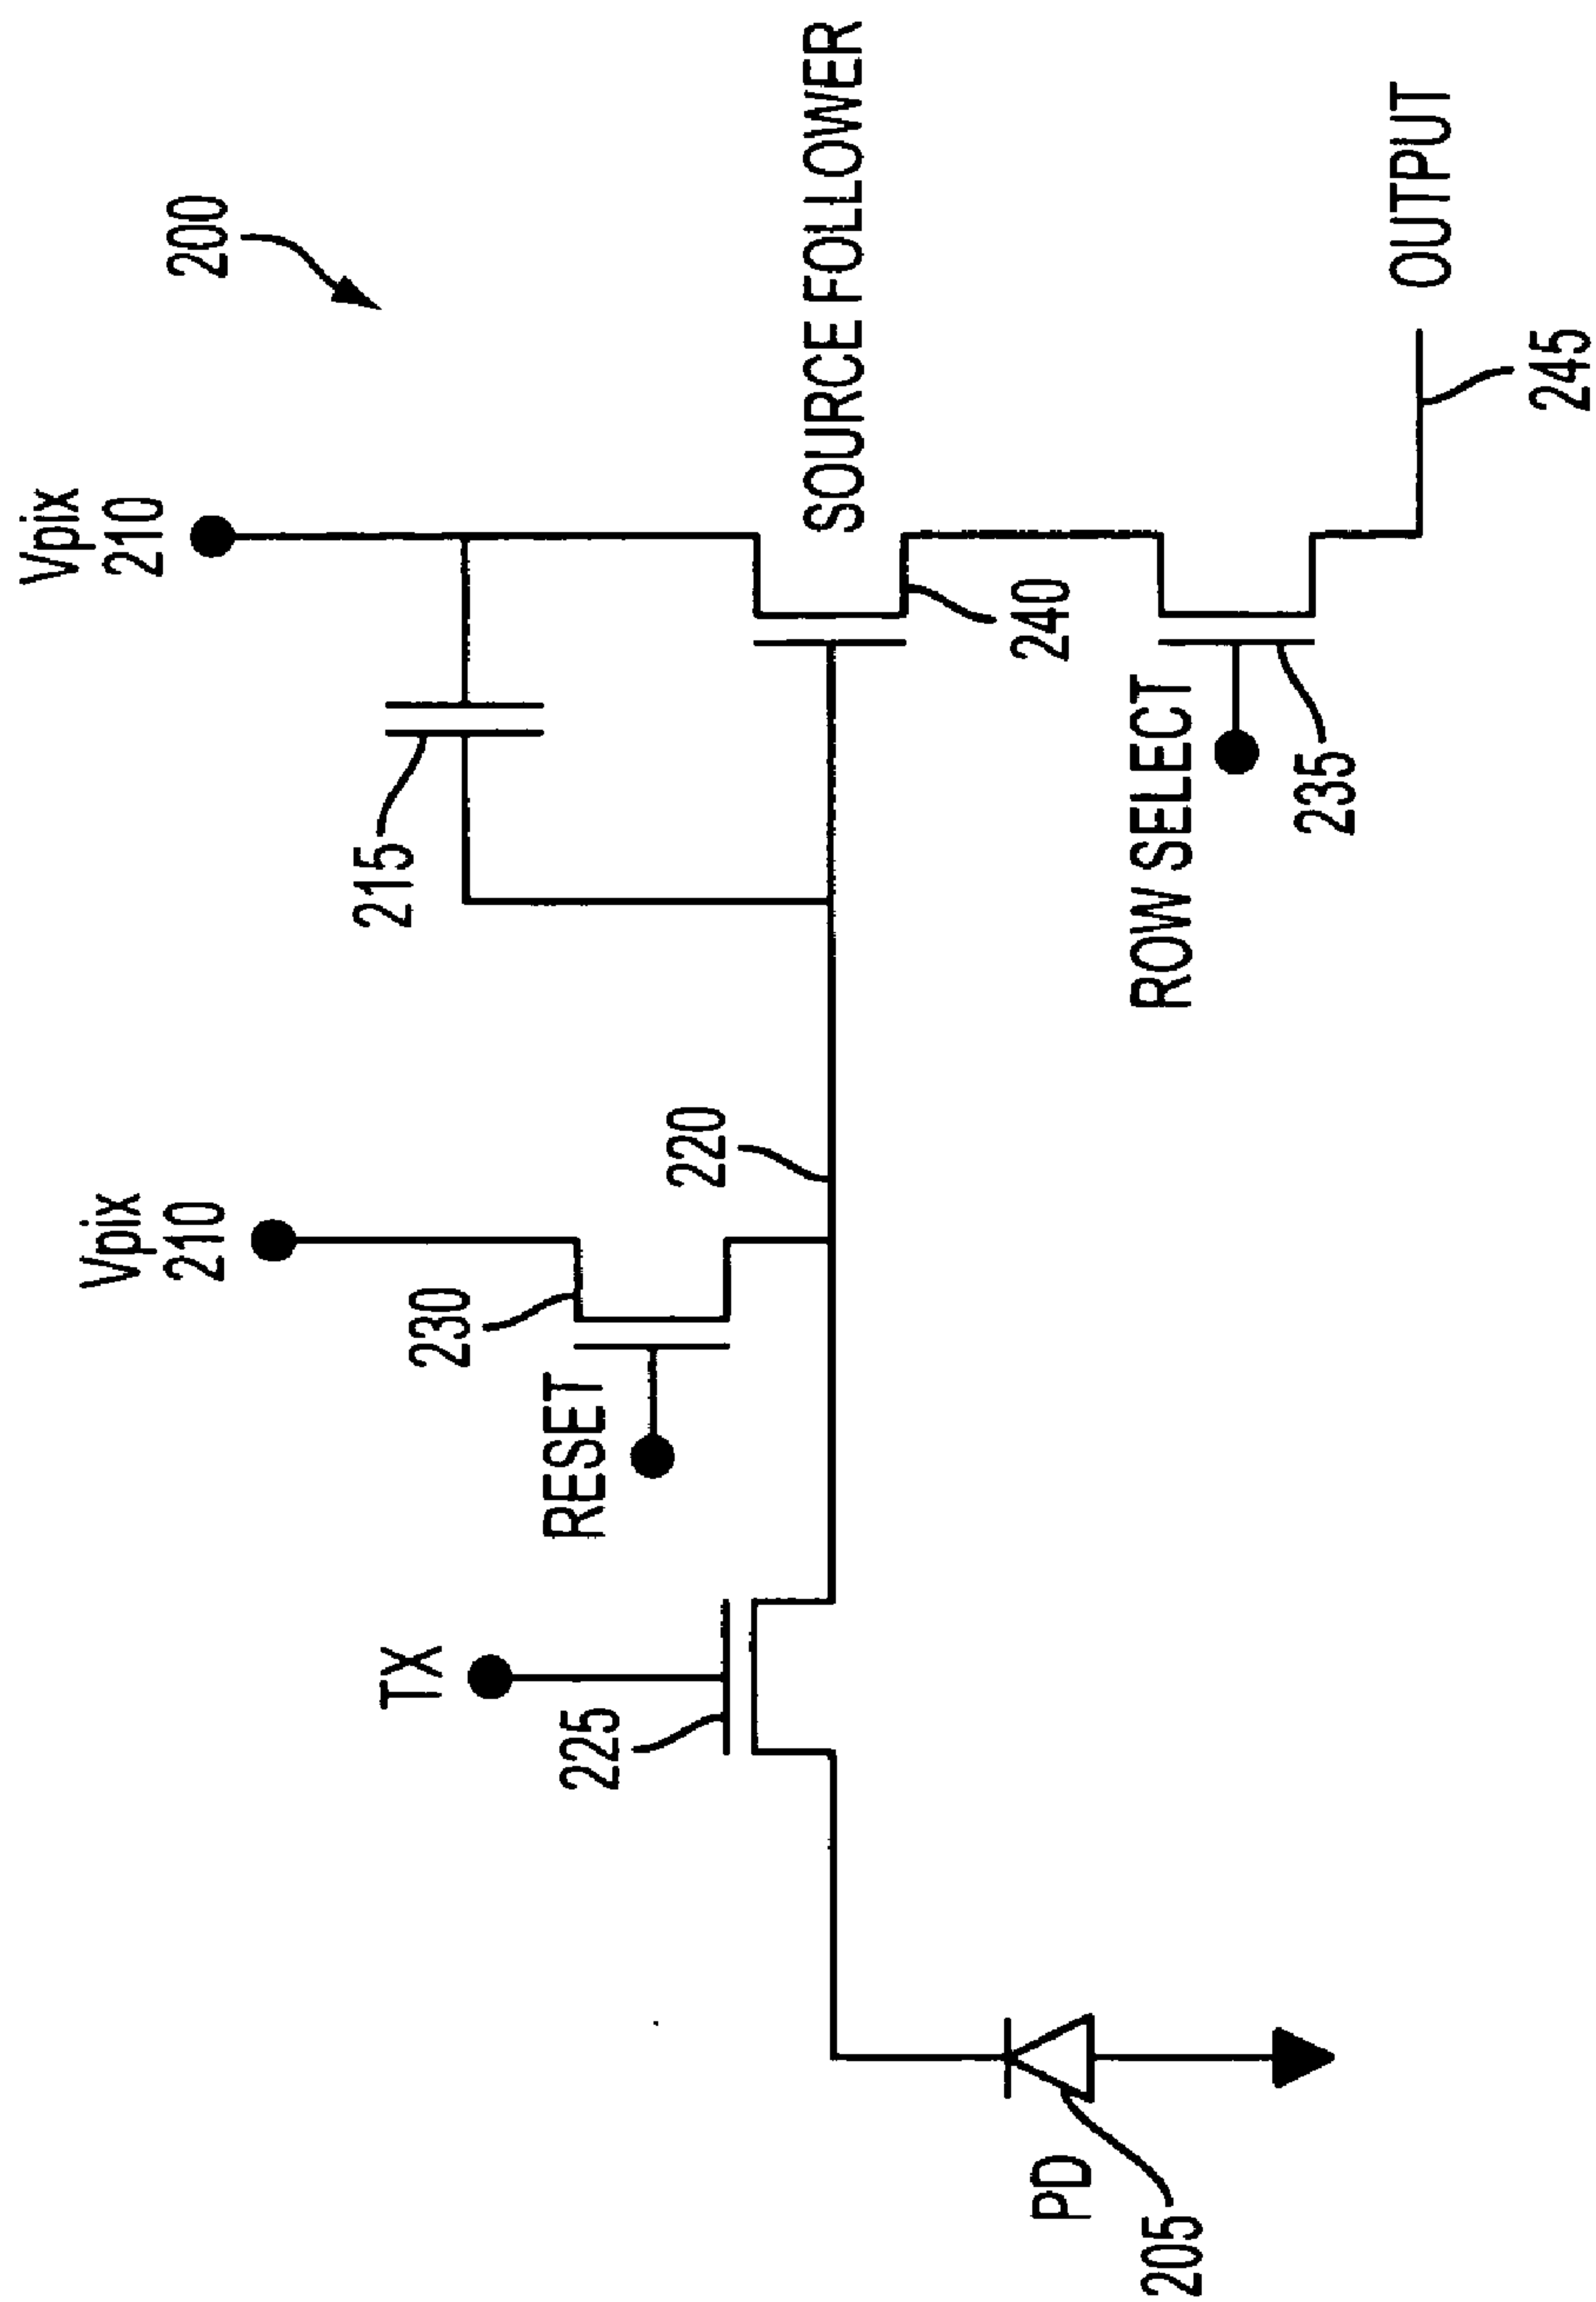 200
Vpix
210
Vpix
210
215
SOURCE FOLLOWER
240
OUTPUT
245
ROW SELECT
235
220
230
RESET
TX
225
PD
205